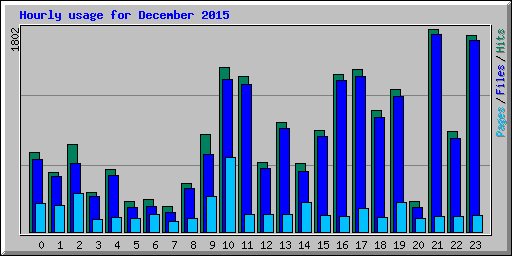 Hourly usage for December 2015
1802
Pages / Files / Hits
0 1 2 3 4 5 6 7 8 9 10 11 12 13 14 15 16 17 18 19 20 21 22 23